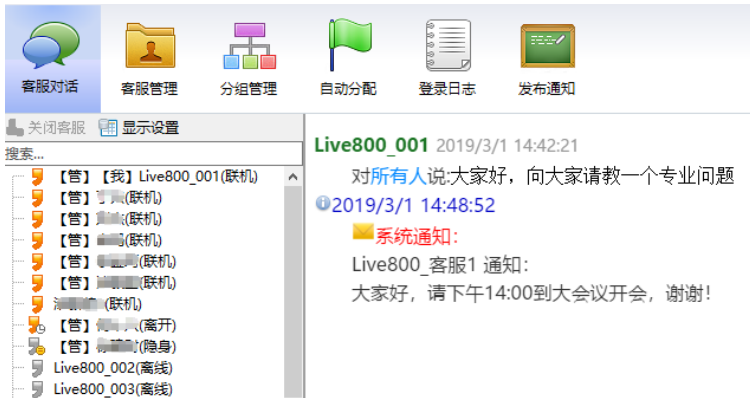 客服对话 客服管理 分组管理 自动分配 登录日志 发布通知
关闭客服 显示设置
搜索...
【管】【我】Live800_001(联机)
【管】(联机)
【管】(联机)
【管】(联机)
【管】(联机)
【管】(联机)
(联机)
【管】(离开)
【管】(隐身)
Live800_002(离线)
Live800_003(离线)
Live800_001 2019/3/1 14:42:21
对所有人说:大家好，向大家请教一个专业问题
2019/3/1 14:48:52
系统通知：
Live800_客服1 通知：
大家好，请下午14:00到大会议开会，谢谢！